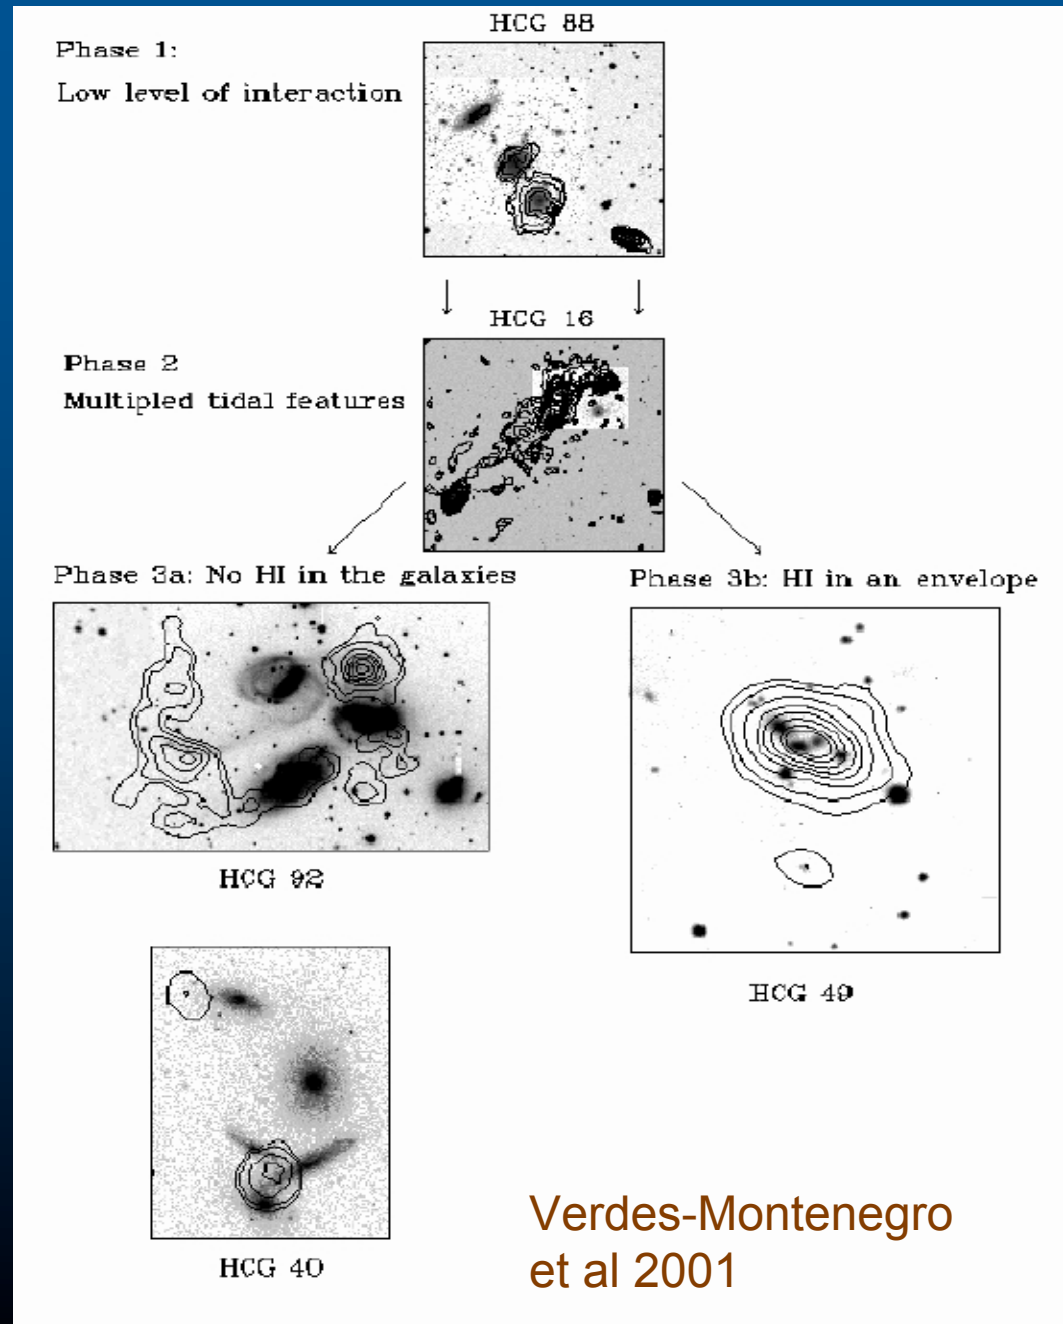 HCG 88
Phase 1:
Low level of interaction
HCG 16
Phase 2
Multipled tidal features
Phase 3a: No HI in the galaxies
Phase 3b: HI in an envelope
HCG 92
HCG 49
HCG 40
Verdes-Montenegro
et al 2001